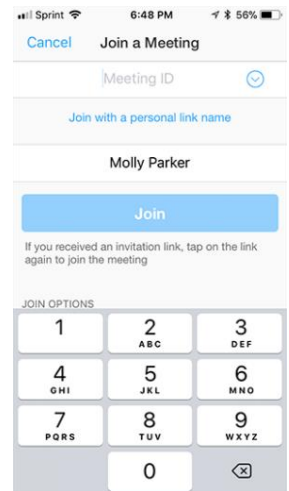 Sprint 6:48 PM 56%
Cancel Join a Meeting
Meeting ID
Join with a personal link name
Molly Parker
Join
If you received an invitation link, tap on the link
again to join the meeting
JOIN OPTIONS
1 2 3
ABC DEF
4 5 6
GHI JKL MNO
7 8 9
PQRS TUV WXYZ
0